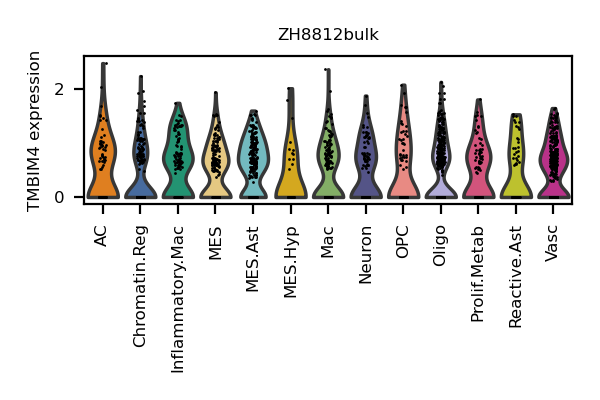 ZH8812bulk
TMBIM4 expression
2
0
AC
Chromatin.Reg
Inflammatory.Mac
MES
MES.Ast
MES.Hyp
Mac
Neuron
OPC
Oligo
Prolif.Metab
Reactive.Ast
Vasc